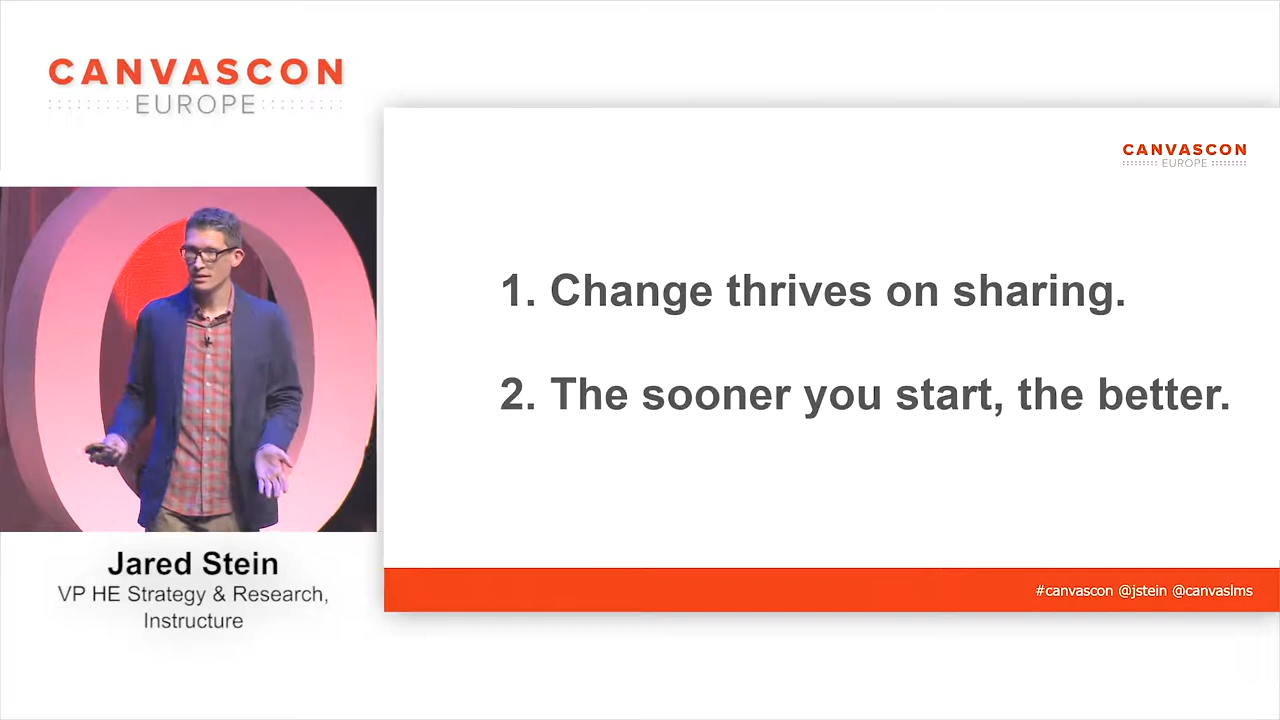 CANVASCON
EUROPE
CANVASCON
EUROPE
1. Change thrives on sharing.
2. The sooner you start, the better.
Jared Stein
VP HE Strategy & Research,
Instructure
#canvascon @jstein @canvaslms